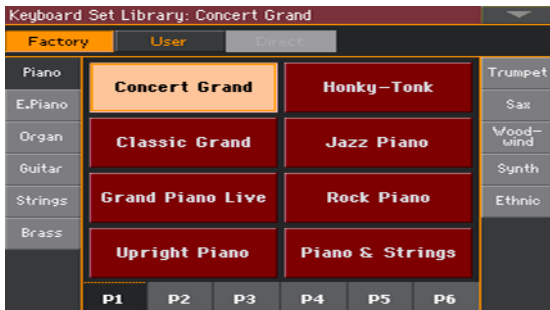 Keyboard Set Library: Concert Grand
Factory User Direct
Piano
E.Piano
Organ
Guitar
Strings
Brass
Concert Grand Honky-Tonk
Classic Grand Jazz Piano
Grand Piano Live Rock Piano
Upright Piano Piano & Strings
Trumpet
Sax
Wood-
wind
Synth
Ethnic
P1 P2 P3 P4 P5 P6